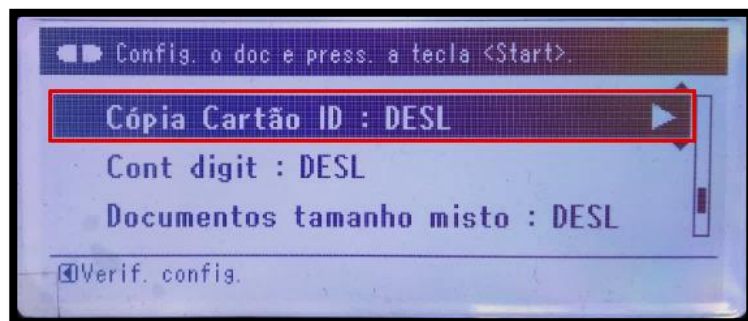 Config. o doc e press. a tecla <Start>.
Cópia Cartão ID : DESL
Cont digit : DESL
Documentos tamanho misto : DESL
Verif. config.